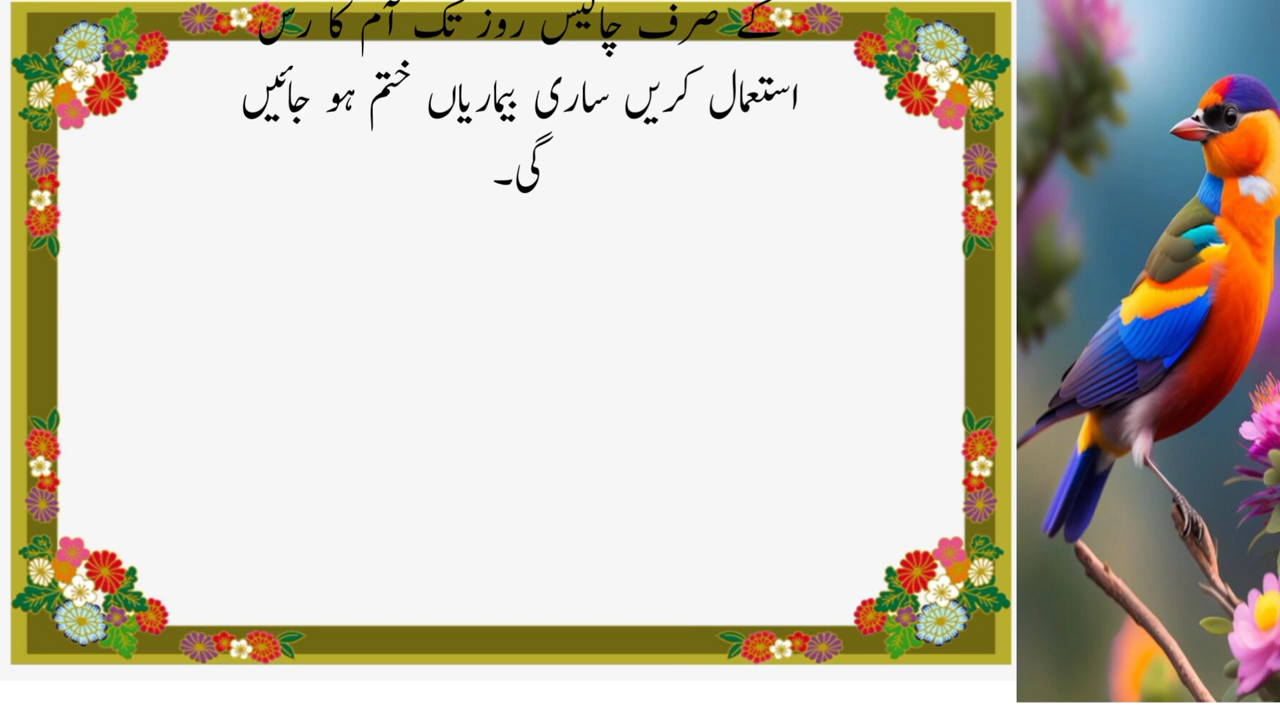 کے صرف چالیس روز تک آم کا رس
استعمال کریں ساری بیماریاں ختم ہو جائیں
گی۔